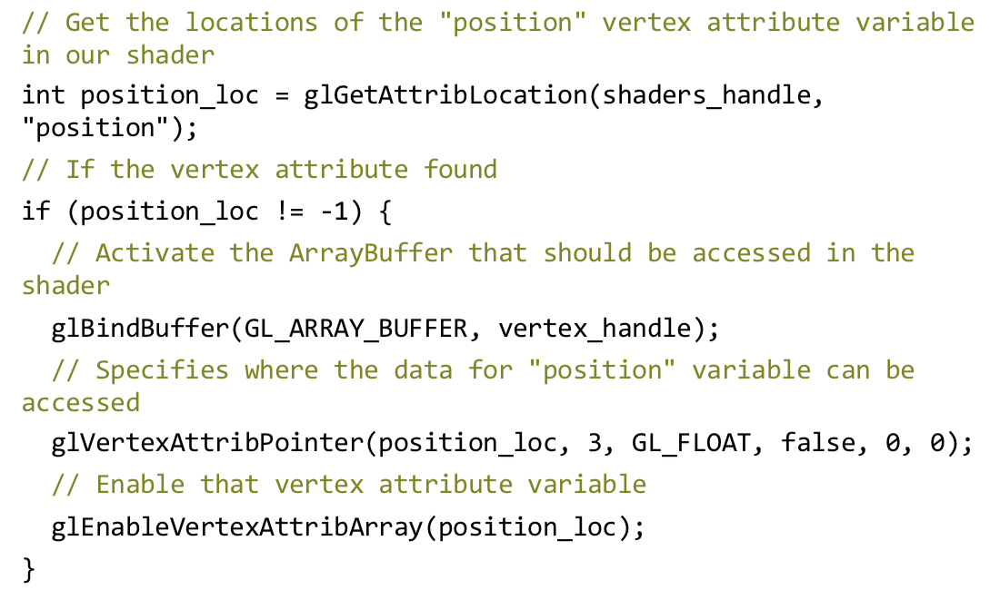 // Get the locations of the "position" vertex attribute variable
in our shader
int position_loc = glGetAttribLocation(shaders_handle,
"position");
// If the vertex attribute found
if (position_loc != -1) {
  // Activate the ArrayBuffer that should be accessed in the
shader
  glBindBuffer(GL_ARRAY_BUFFER, vertex_handle);
  // Specifies where the data for "position" variable can be
accessed
  glVertexAttribPointer(position_loc, 3, GL_FLOAT, false, 0, 0);
  // Enable that vertex attribute variable
  glEnableVertexAttribArray(position_loc);
}